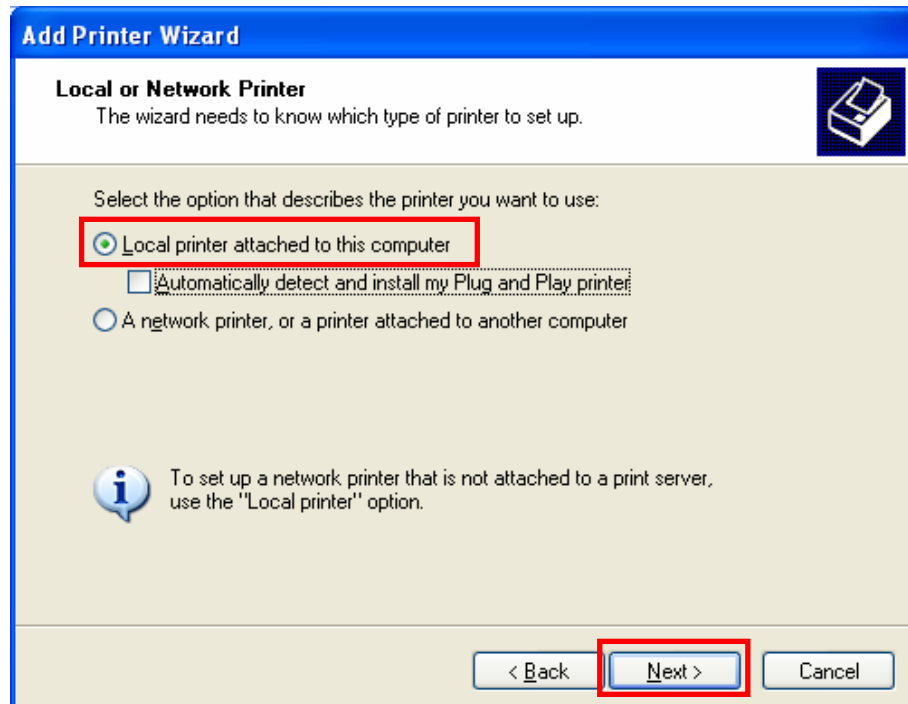 Add Printer Wizard
Local or Network Printer
The wizard needs to know which type of printer to set up.
Select the option that describes the printer you want to use:
Local printer attached to this computer
Automatically detect and install my Plug and Play printer
A network printer, or a printer attached to another computer
To set up a network printer that is not attached to a print server,
use the "Local printer" option.
< Back
Next >
Cancel